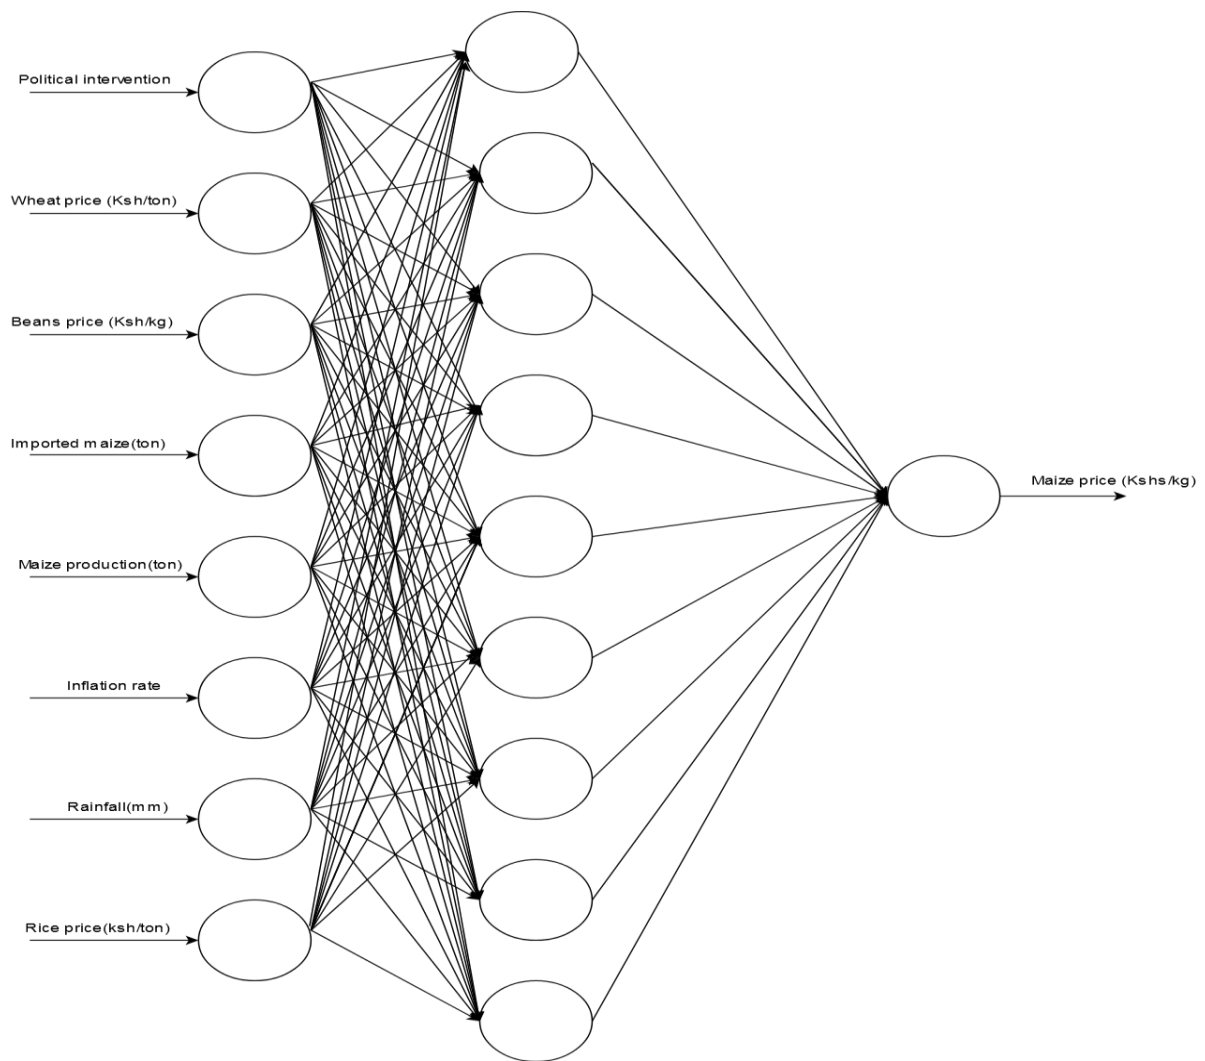 Political intervention
Wheat price (Ksh/ton)
Beans price (Ksh/kg)
Imported maize(ton)
Maize production(ton)
Inflation rate
Rainfall(mm)
Rice price(ksh/ton)
Maize price (Kshs/kg)